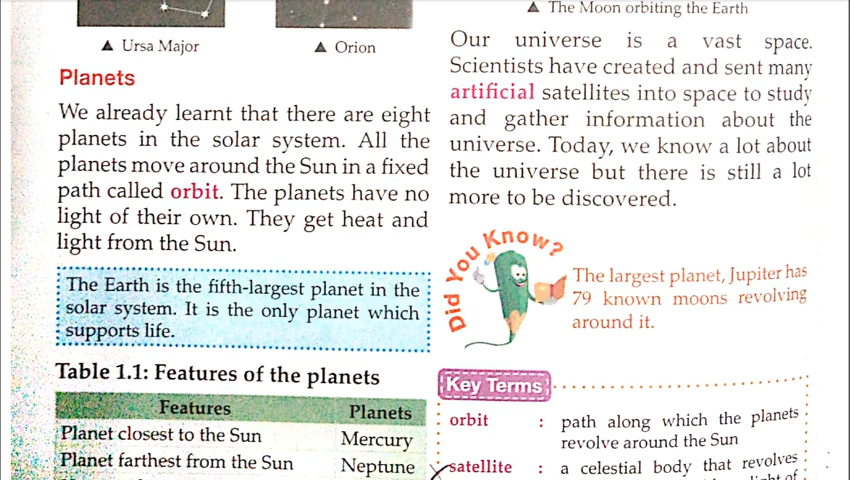 ▲ Ursa Major
▲ Orion
Planets
We already learnt that there are eight
planets in the solar system. All the
planets move around the Sun in a fixed
path called orbit. The planets have no
light of their own. They get heat and
light from the Sun.
The Earth is the fifth-largest planet in the
solar system. It is the only planet which
supports life.
Table 1.1: Features of the planets
Features Planets
Planet closest to the Sun Mercury
Planet farthest from the Sun Neptune
▲ The Moon orbiting the Earth
Our universe is a vast space.
Scientists have created and sent many
artificial satellites into space to study
and gather information about the
universe. Today, we know a lot about
the universe but there is still a lot
more to be discovered.
Did You Know?
The largest planet, Jupiter has
79 known moons revolving
around it.
Key Terms
orbit : path along which the planets
revolve around the Sun
satellite : a celestial body that revolves
light of